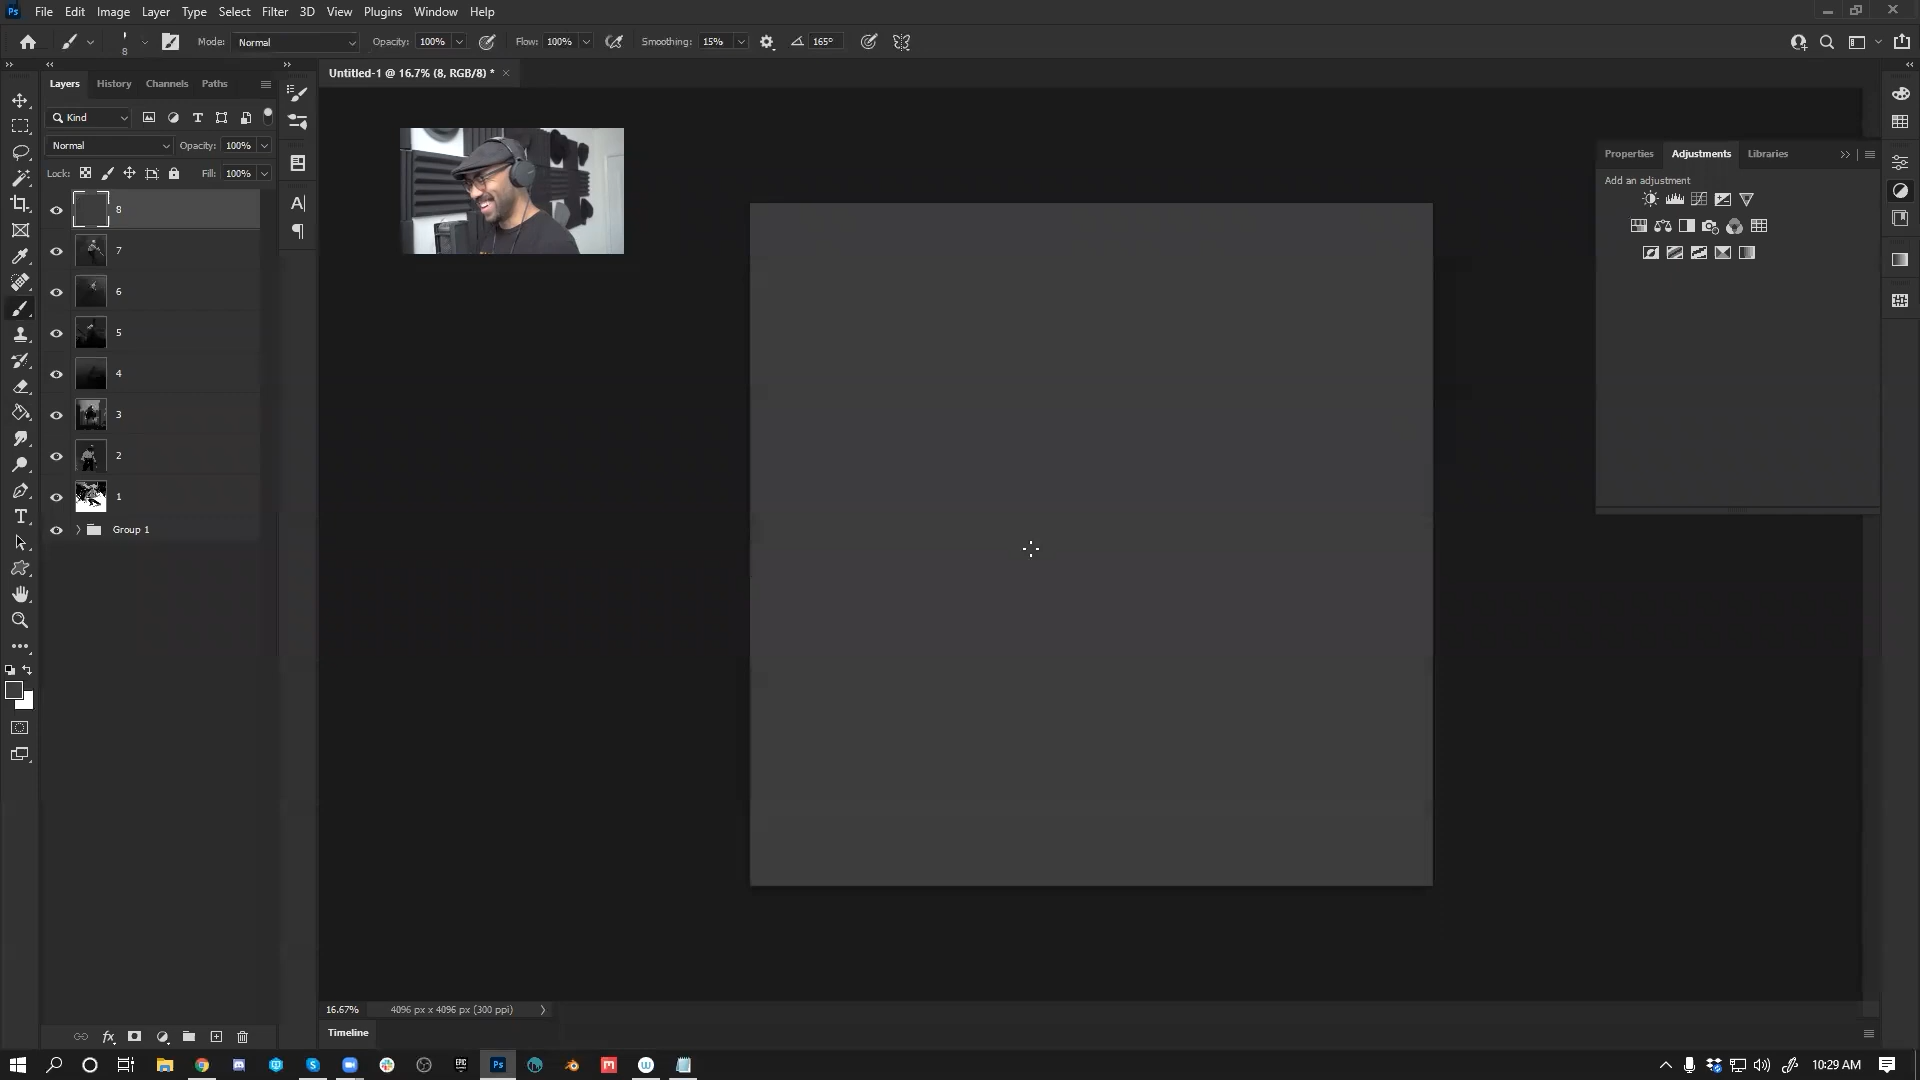 Ps File Edit Image Layer Type Select Filter 3D View Plugins Window Help
8 Mode: Normal Opacity: 100% Flow: 100% Smoothing: 15% 165°
Layers History Channels Paths
Untitled-1 @ 16.7% (8, RGB/8) * ×
Kind
Normal Opacity: 100%
Lock: Fill: 100%
8
7
6
5
4
3
2
1
Group 1
Properties Adjustments Libraries
Add an adjustment
16.67% 4096 px x 4096 px (300 ppi)
Timeline
10:29 AM